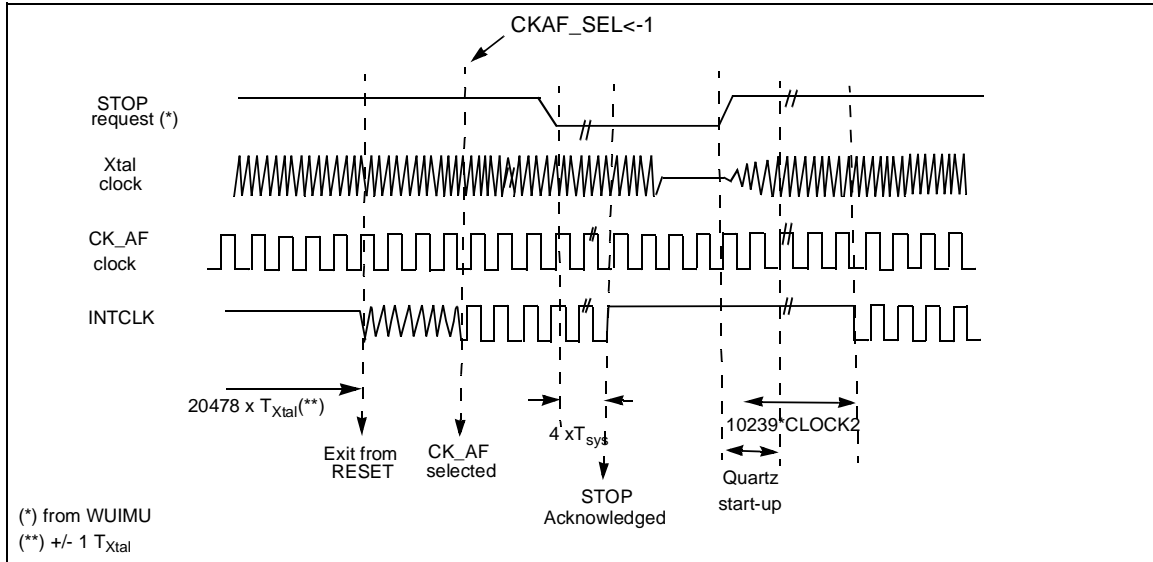 CKAF_SEL<-1
STOP
request (*)
Xtal
clock
CK_AF
clock
INTCLK
20478 x TXtal(**)
Exit from
RESET
CK_AF
selected
4 xTsys
STOP
Acknowledged
10239*CLOCK2
Quartz
start-up
(*) from WUIMU
(**) +/- 1 TXtal